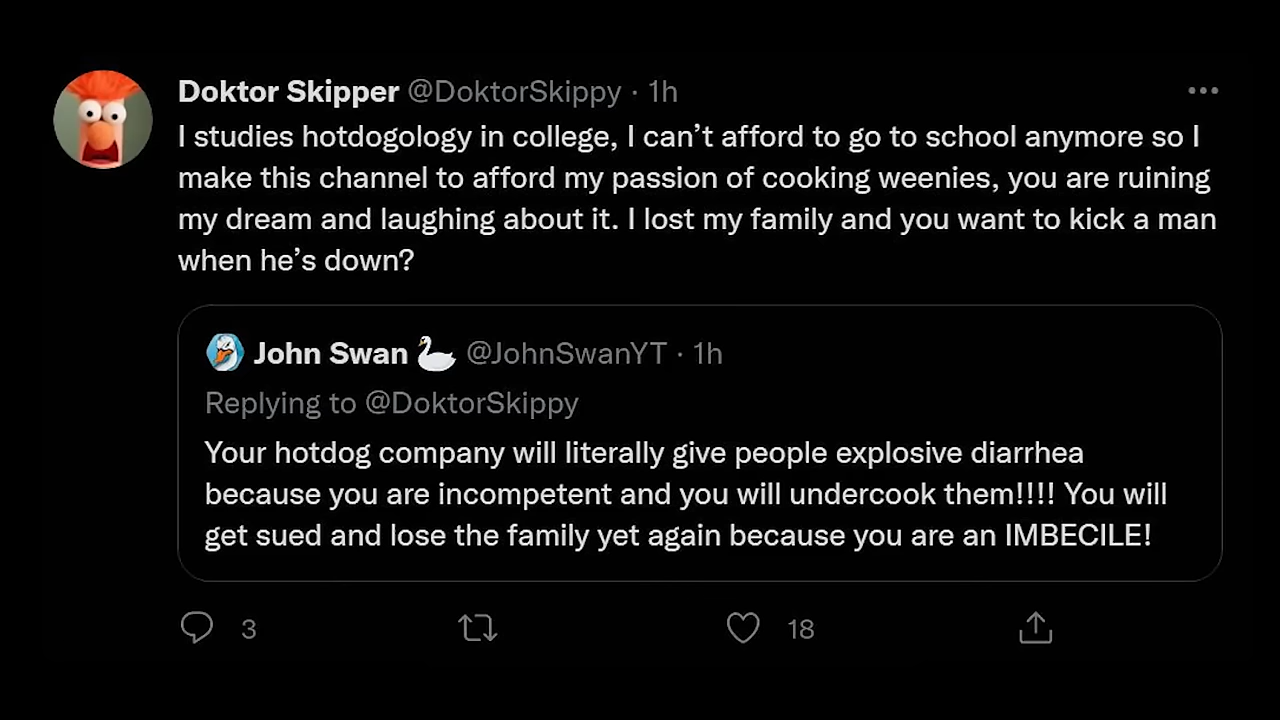 Doktor Skipper @DoktorSkippy · 1h
I studies hotdogology in college, I can’t afford to go to school anymore so I
make this channel to afford my passion of cooking weenies, you are ruining
my dream and laughing about it. I lost my family and you want to kick a man
when he’s down?
John Swan 🦢 @JohnSwanYT · 1h
Replying to @DoktorSkippy
Your hotdog company will literally give people explosive diarrhea
because you are incompetent and you will undercook them!!!! You will
get sued and lose the family yet again because you are an IMBECILE!
3 18